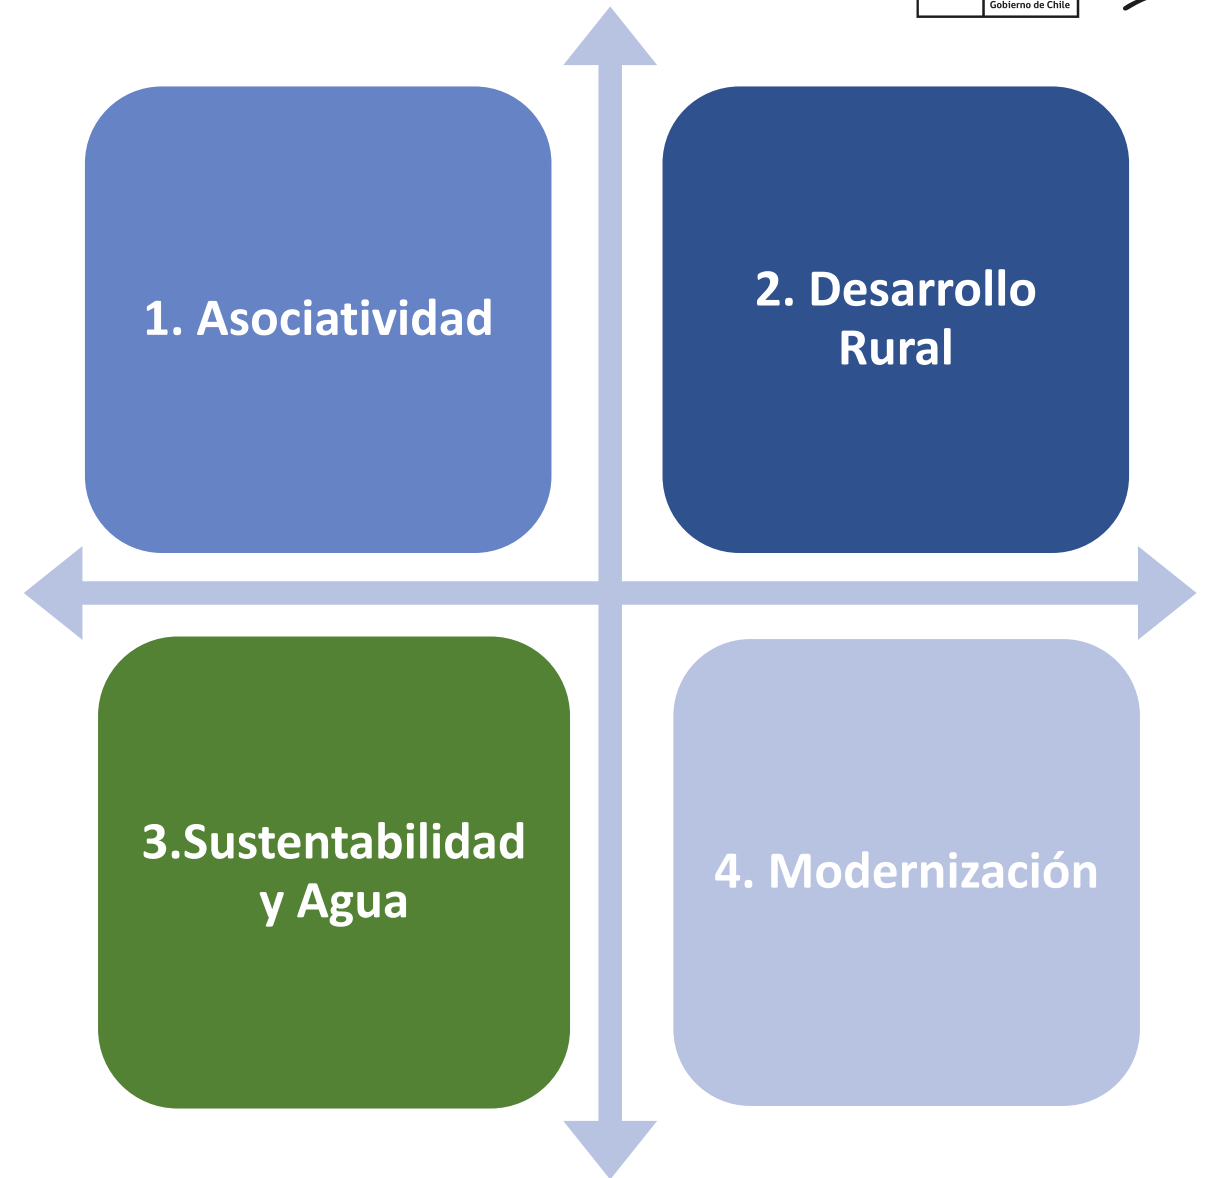 Gobierno de Chile
1. Asociatividad
2. Desarrollo
Rural
3.Sustentabilidad
y Agua
4. Modernización